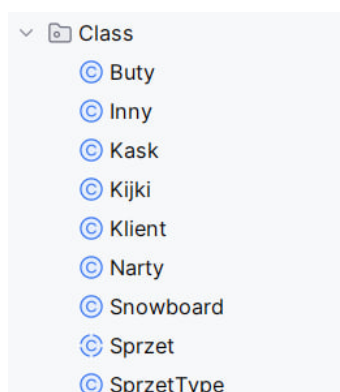 Class
Buty
Inny
Kask
Kijki
Klient
Narty
Snowboard
Sprzet
SprzetType